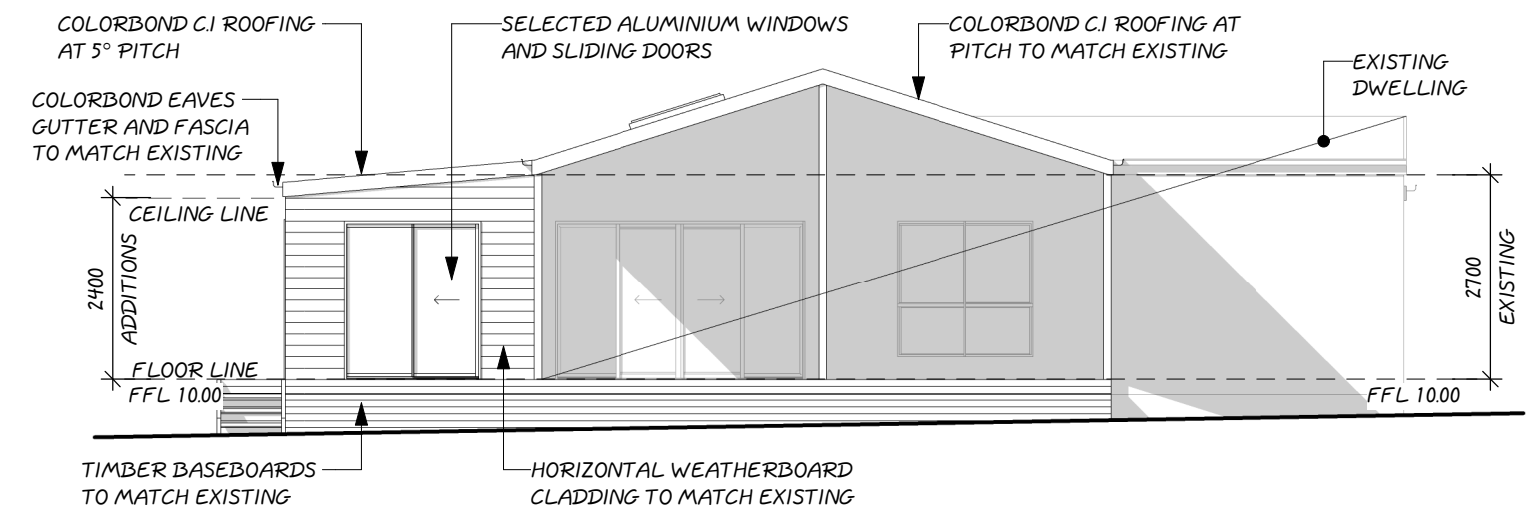 COLORBOND C.I ROOFING
AT 5° PITCH
SELECTED ALUMINIUM WINDOWS
AND SLIDING DOORS
COLORBOND C.I ROOFING AT
PITCH TO MATCH EXISTING
EXISTING
DWELLING
COLORBOND EAVES
GUTTER AND FASCIA
TO MATCH EXISTING
CEILING LINE
2400
ADDITIONS
2700
EXISTING
FLOOR LINE
FFL 10.00
FFL 10.00
TIMBER BASEBOARDS
TO MATCH EXISTING
HORIZONTAL WEATHERBOARD
CLADDING TO MATCH EXISTING